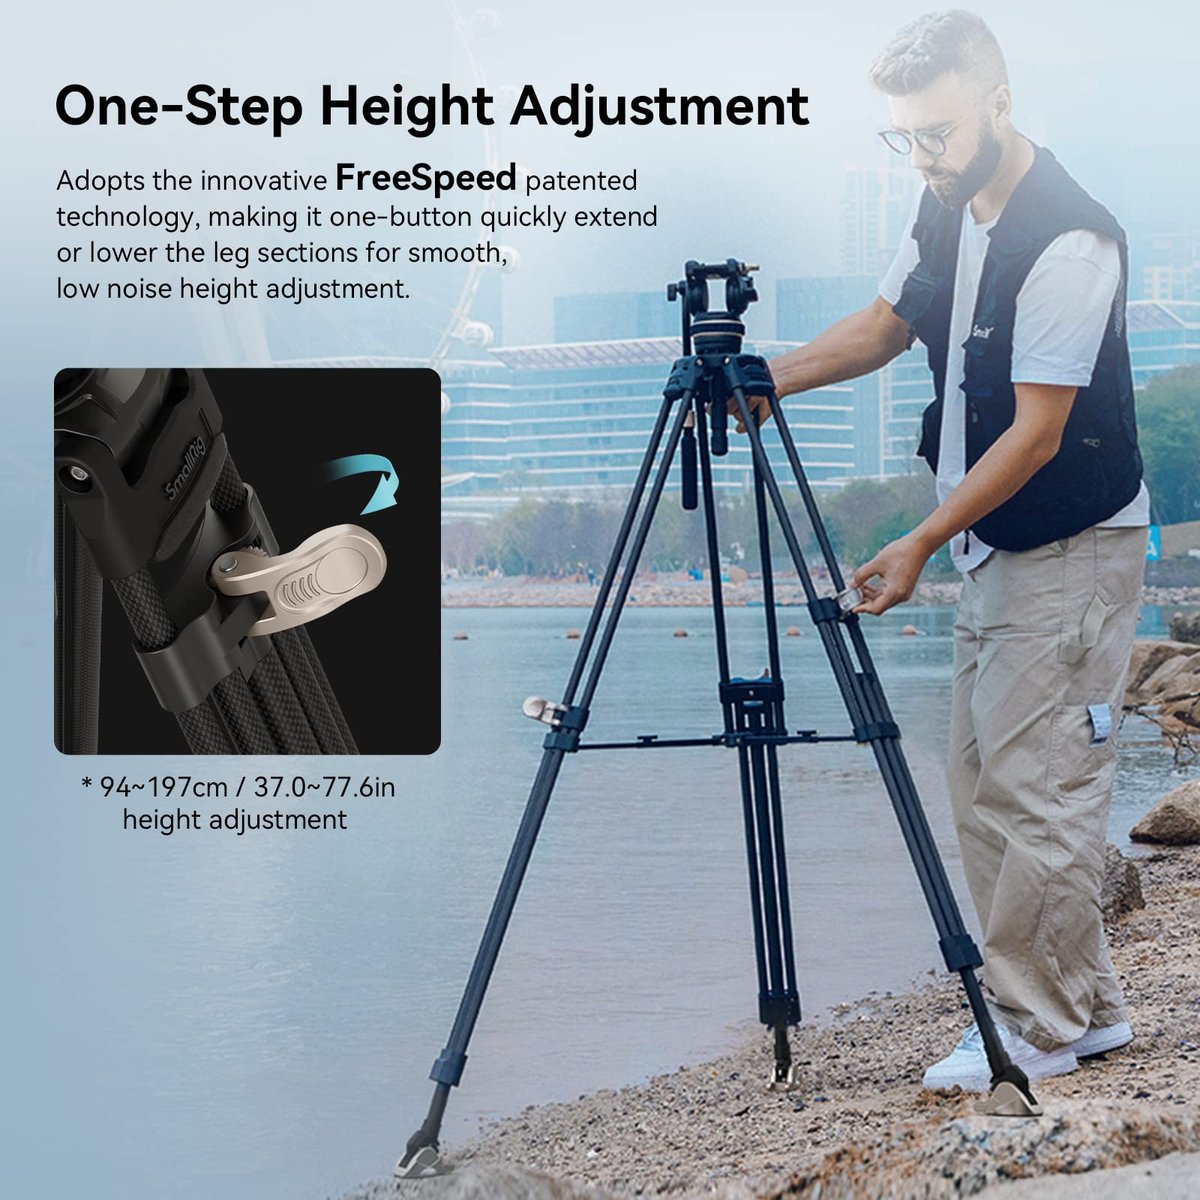 One-Step Height Adjustment
Adopts the innovative FreeSpeed patented
technology, making it one-button quickly extend
or lower the leg sections for smooth,
low noise height adjustment.
SmallRig
* 94~197cm / 37.0~77.6in
height adjustment